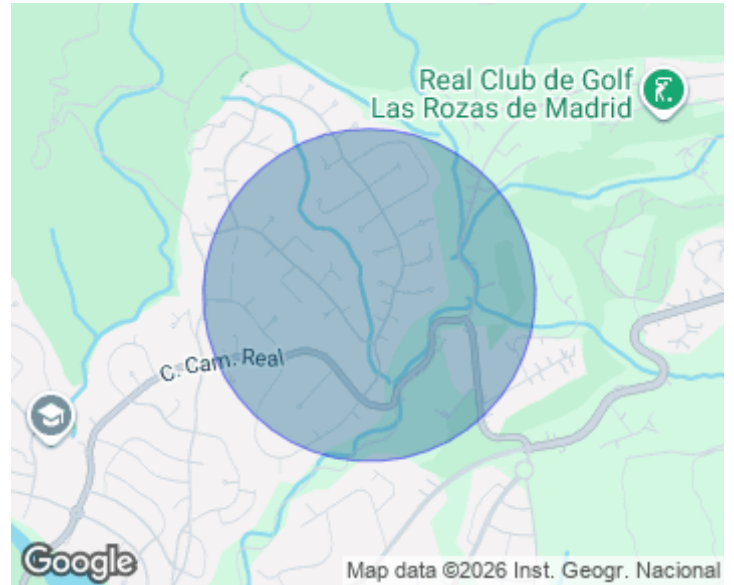 Real Club de Golf
Las Rozas de Madrid
C. Cam. Real
Google
Map data ©2026 Inst. Geogr. Nacional